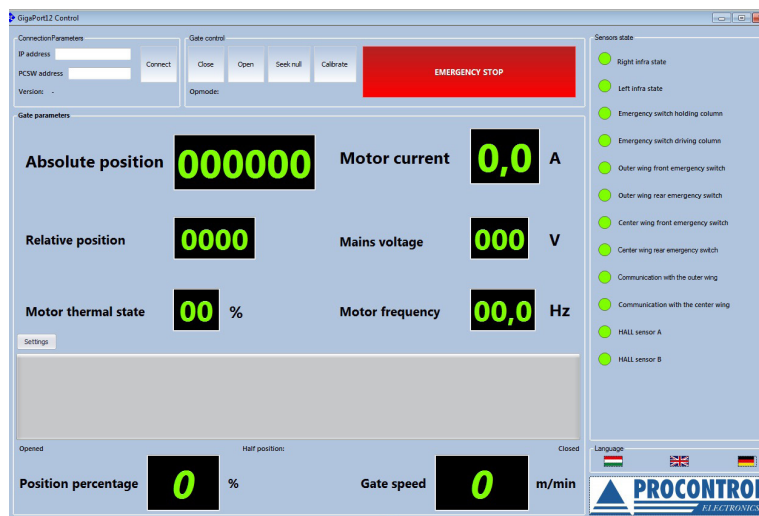 GigaPort12 Control
ConnectionParameters
IP address
PCSW address
Connect
Version: -
Gate control
Close
Open
Seek null
Calibrate
EMERGENCY STOP
Opmode:
Gate parameters
Absolute position 000000
Motor current 0,0 A
Relative position 0000
Mains voltage 000 V
Motor thermal state 00 %
Motor frequency 00,0 Hz
Settings
Opened
Half position:
Closed
Position percentage 0 %
Gate speed 0 m/min
Sensors state
Right infra state
Left infra state
Emergency switch holding column
Emergency switch driving column
Outer wing front emergency switch
Outer wing rear emergency switch
Center wing front emergency switch
Center wing rear emergency switch
Communication with the outer wing
Communication with the center wing
HALL sensor A
HALL sensor B
Language
PROCONTROL
ELECTRONICS